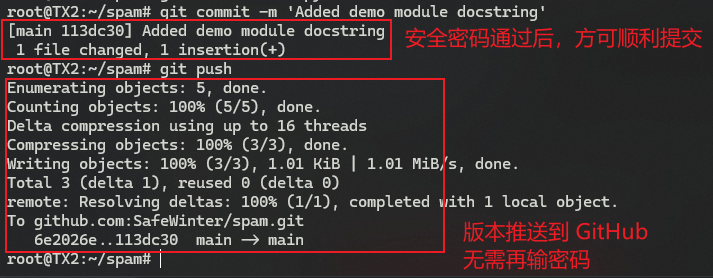 root@TX2:~/spam# git commit -m 'Added demo module docstring'
[main 113dc30] Added demo module docstring
1 file changed, 1 insertion(+)
安全密码通过后，方可顺利提交
root@TX2:~/spam# git push
Enumerating objects: 5, done.
Counting objects: 100% (5/5), done.
Delta compression using up to 16 threads
Compressing objects: 100% (3/3), done.
Writing objects: 100% (3/3), 1.01 KiB | 1.01 MiB/s, done.
Total 3 (delta 1), reused 0 (delta 0)
remote: Resolving deltas: 100% (1/1), completed with 1 local object.
To github.com:SafeWinter/spam.git
6e2026e..113dc30  main -> main
版本推送到 GitHub
无需再输密码
root@TX2:~/spam#